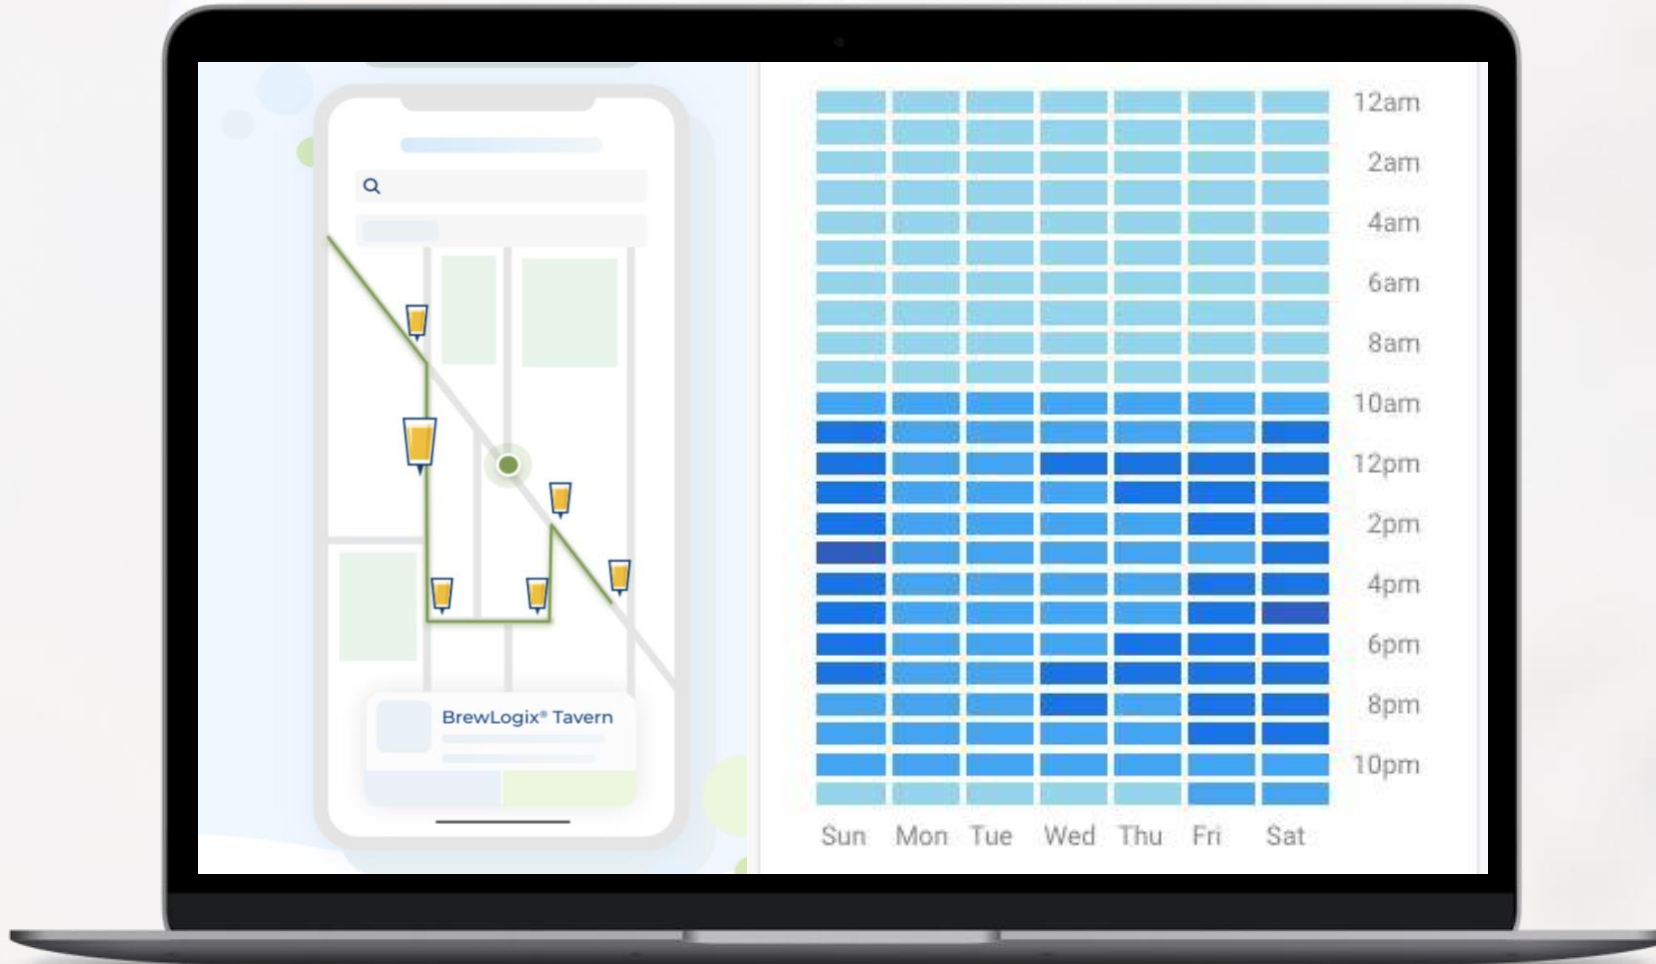 BrewLogix® Tavern
12am
2am
4am
6am
8am
10am
12pm
2pm
4pm
6pm
8pm
10pm
Sun Mon Tue Wed Thu Fri Sat